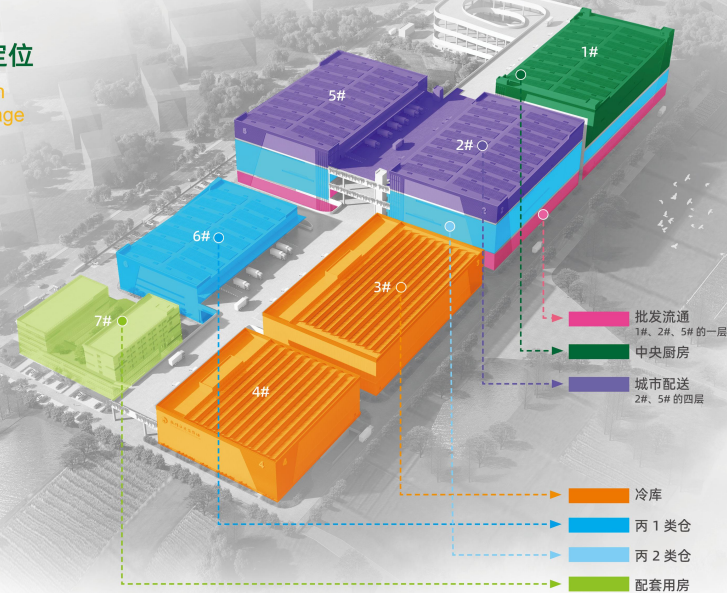 定位
1#
5#
2#
6#
3#
7#
4#
批发流通
1#、2#、5# 的一层
中央厨房
城市配送
2#、5# 的四层
冷库
丙 1 类仓
丙 2 类仓
配套用房